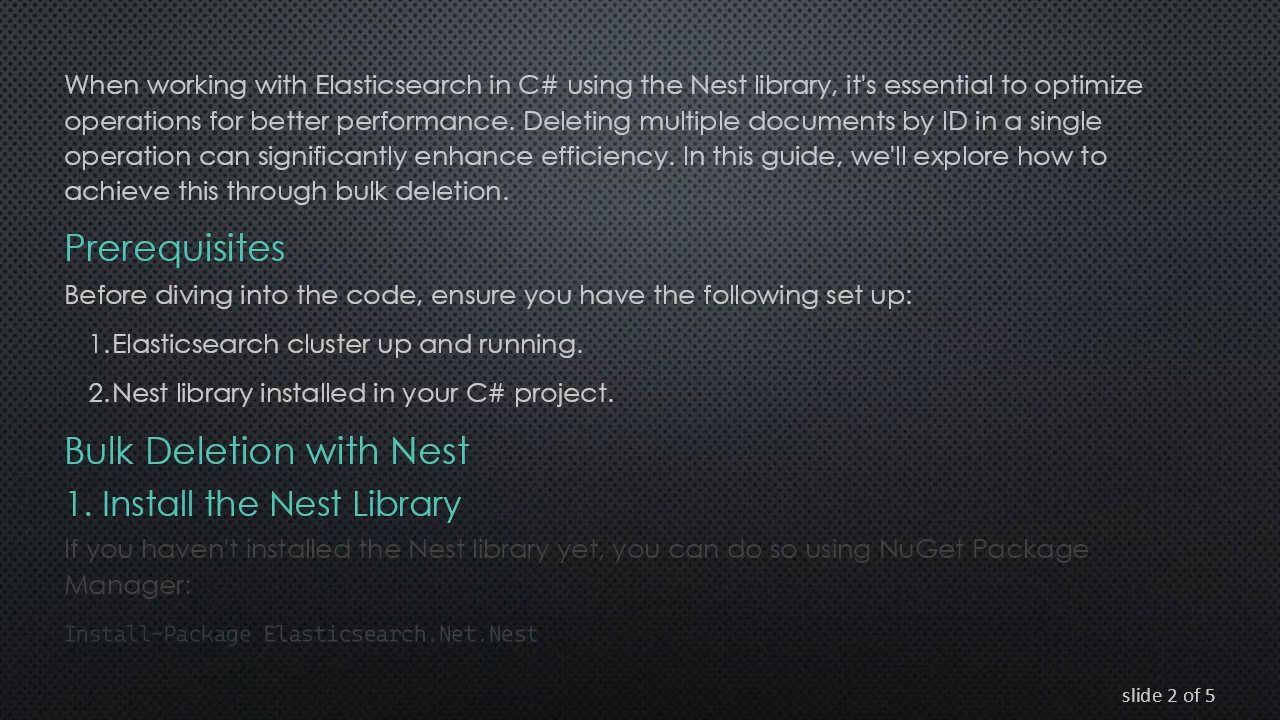 When working with Elasticsearch in C# using the Nest library, it's essential to optimize
operations for better performance. Deleting multiple documents by ID in a single
operation can significantly enhance efficiency. In this guide, we'll explore how to
achieve this through bulk deletion.
Prerequisites
Before diving into the code, ensure you have the following set up:
1.Elasticsearch cluster up and running.
2.Nest library installed in your C# project.
Bulk Deletion with Nest
1. Install the Nest Library
If you haven't installed the Nest library yet, you can do so using NuGet Package
Manager:
Install-Package Elasticsearch.Net.Nest
slide 2 of 5